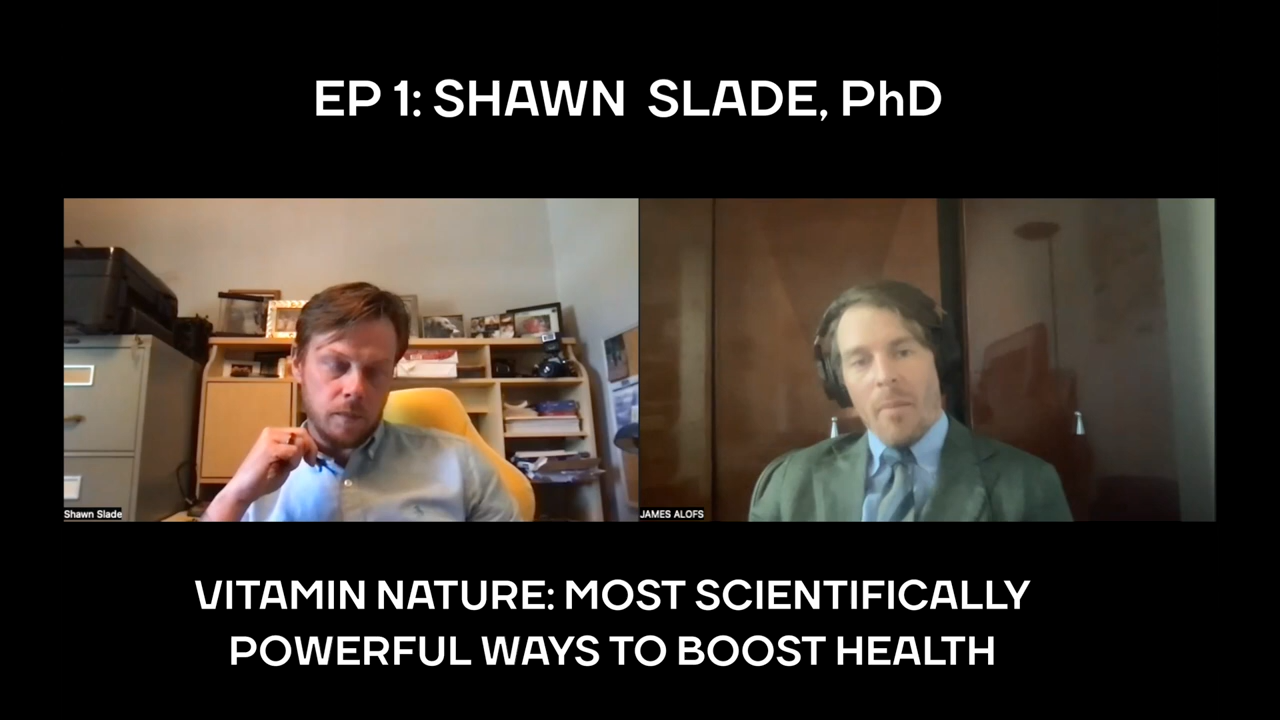 EP 1: SHAWN SLADE, PhD
Shawn Slade
JAMES ALOFS
VITAMIN NATURE: MOST SCIENTIFICALLY
POWERFUL WAYS TO BOOST HEALTH